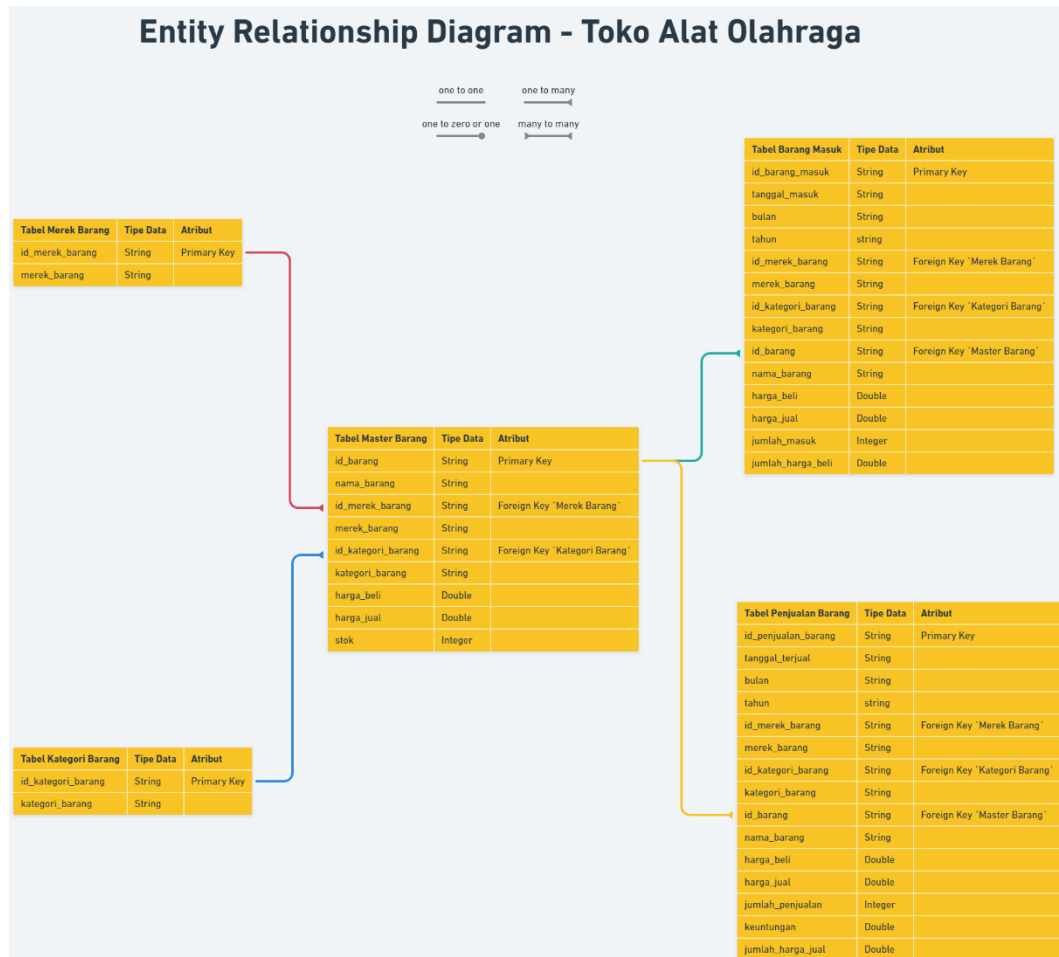 Entity Relationship Diagram - Toko Alat Olahraga
one to one one to many
one to zero or one many to many
Tabel Merek Barang Tipe Data Atribut
id_merek_barang String Primary Key
merek_barang String
Tabel Kategori Barang Tipe Data Atribut
id_kategori_barang String Primary Key
kategori_barang String
Tabel Master Barang Tipe Data Atribut
id_barang String Primary Key
nama_barang String
id_merek_barang String Foreign Key `Merek Barang`
merek_barang String
id_kategori_barang String Foreign Key `Kategori Barang`
kategori_barang String
harga_beli Double
harga_jual Double
stok Integer
Tabel Barang Masuk Tipe Data Atribut
id_barang_masuk String Primary Key
tanggal_masuk String
bulan String
tahun string
id_merek_barang String Foreign Key `Merek Barang`
merek_barang String
id_kategori_barang String Foreign Key `Kategori Barang`
kategori_barang String
id_barang String Foreign Key `Master Barang`
nama_barang String
harga_beli Double
harga_jual Double
jumlah_masuk Integer
jumlah_harga_beli Double
Tabel Penjualan Barang Tipe Data Atribut
id_penjualan_barang String Primary Key
tanggal_terjual String
bulan String
tahun string
id_merek_barang String Foreign Key `Merek Barang`
merek_barang String
id_kategori_barang String Foreign Key `Kategori Barang`
kategori_barang String
id_barang String Foreign Key `Master Barang`
nama_barang String
harga_beli Double
harga_jual Double
jumlah_penjualan Integer
keuntungan Double
jumlah_harga_jual Double